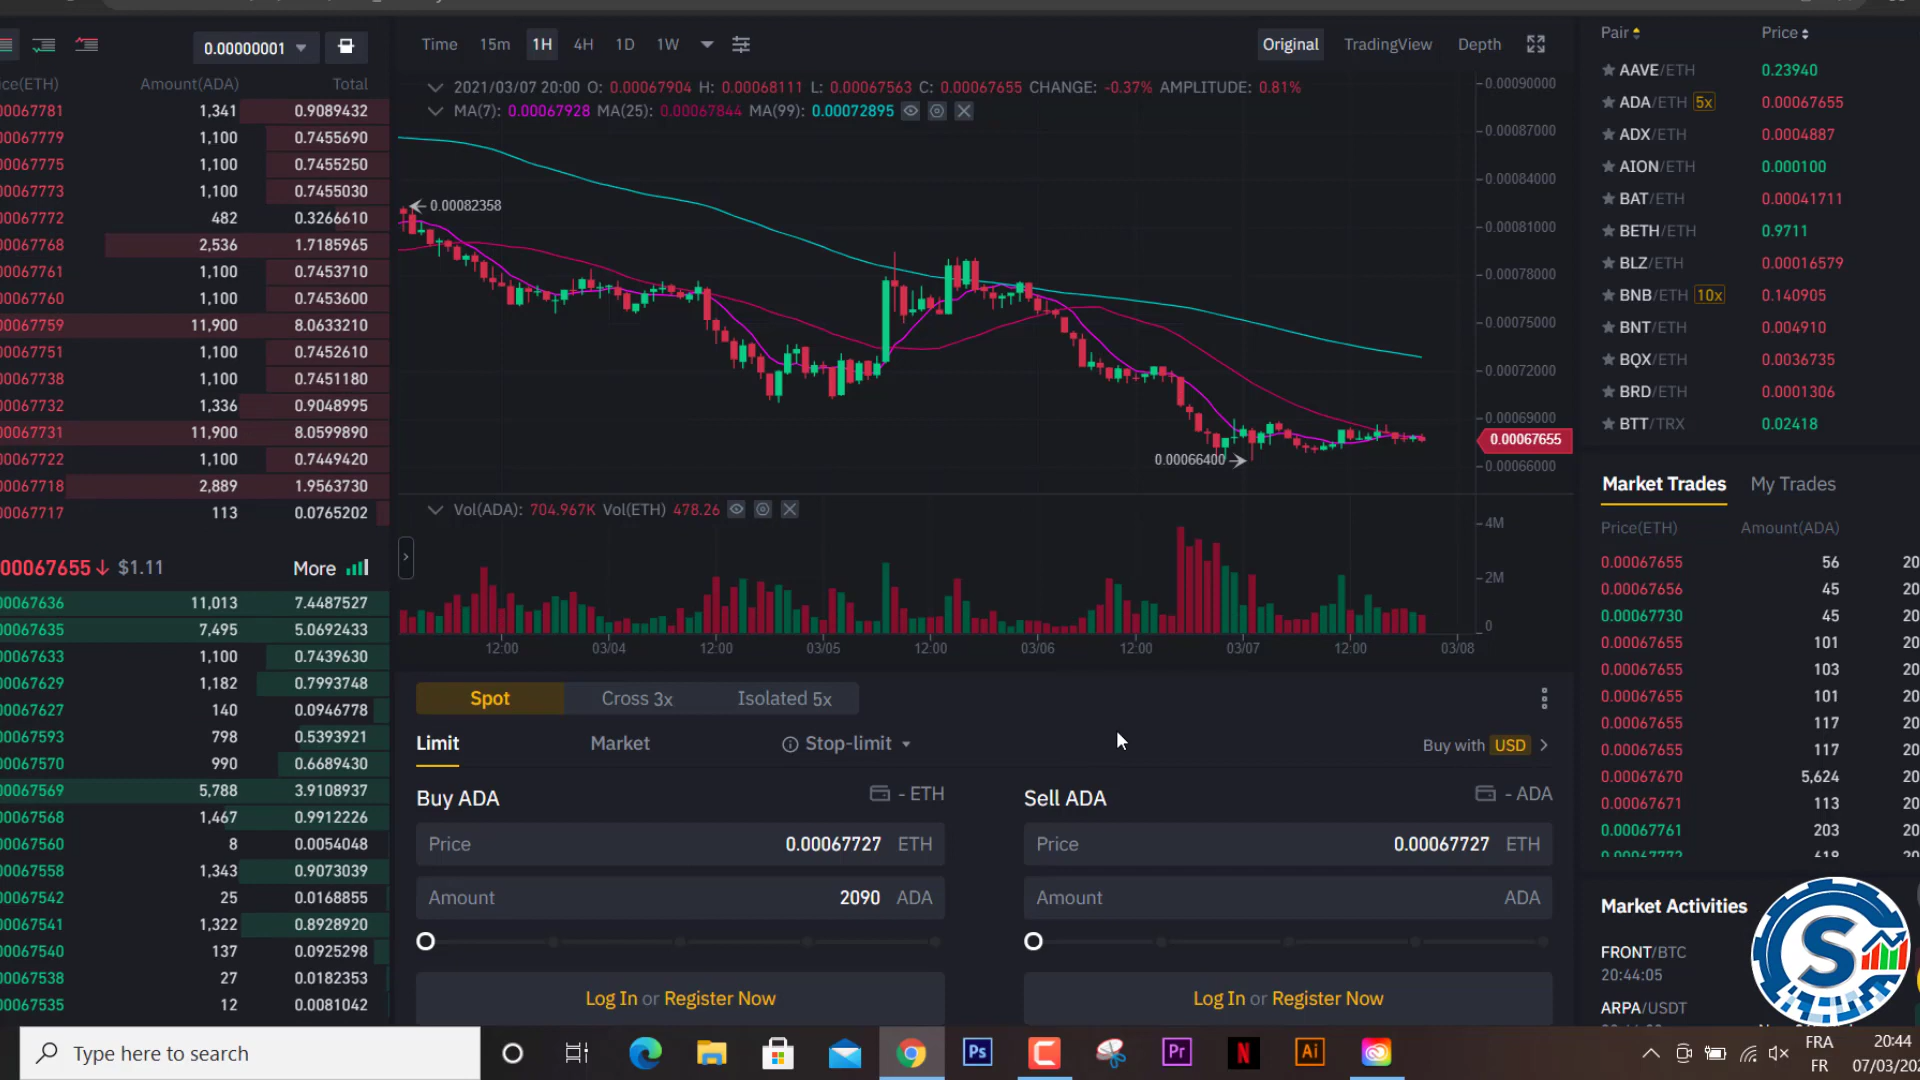 0.00000001
ce(ETH) Amount(ADA) Total
00067781 1,341 0.9089432
00067779 1,100 0.7455690
00067775 1,100 0.7455250
00067773 1,100 0.7455030
00067772 482 0.3266610
00067768 2,536 1.7185965
00067761 1,100 0.7453710
00067760 1,100 0.7453600
00067759 11,900 8.0633210
00067751 1,100 0.7452610
00067738 1,100 0.7451180
00067732 1,336 0.9048995
00067731 11,900 8.0599890
00067722 1,100 0.7449420
00067718 2,889 1.9563730
00067717 113 0.0765202
00067655 $1.11 More
00067636 11,013 7.4487527
00067635 7,495 5.0692433
00067633 1,100 0.7439630
00067629 1,182 0.7993748
00067627 140 0.0946778
00067593 798 0.5393921
00067570 990 0.6689430
00067569 5,788 3.9108937
00067568 1,467 0.9912226
00067560 8 0.0054048
00067558 1,343 0.9073039
00067542 25 0.0168855
00067541 1,322 0.8928920
00067540 137 0.0925298
00067538 27 0.0182353
00067535 12 0.0081042
Time 15m 1H 4H 1D 1W Original TradingView Depth
2021/03/07 20:00 O: 0.00067904 H: 0.00068111 L: 0.00067563 C: 0.00067655 CHANGE: -0.37% AMPLITUDE: 0.81%
MA(7): 0.00067928 MA(25): 0.00067844 MA(99): 0.00072895
0.00090000
0.00087000
0.00084000
0.00082358
0.00081000
0.00078000
0.00075000
0.00072000
0.00069000
0.00067655
0.00066400
0.00066000
Vol(ADA): 704.967K Vol(ETH) 478.26
4M
2M
0
12:00 03/04 12:00 03/05 12:00 03/06 12:00 03/07 12:00 03/08
Spot Cross 3x Isolated 5x
Limit Market Stop-limit Buy with USD
Buy ADA - ETH
Price 0.00067727 ETH
Amount 2090 ADA
Log In or Register Now
Sell ADA - ADA
Price 0.00067727 ETH
Amount ADA
Log In or Register Now
Pair Price
AAVE/ETH 0.23940
ADA/ETH 5x 0.00067655
ADX/ETH 0.0004887
AION/ETH 0.000100
BAT/ETH 0.00041711
BETH/ETH 0.9711
BLZ/ETH 0.00016579
BNB/ETH 10x 0.140905
BNT/ETH 0.004910
BQX/ETH 0.0036735
BRD/ETH 0.0001306
BTT/TRX 0.02418
Market Trades My Trades
Price(ETH) Amount(ADA)
0.00067655 56 20
0.00067656 45 20
0.00067730 45 20
0.00067655 101 20
0.00067655 103 20
0.00067655 101 20
0.00067655 117 20
0.00067655 117 20
0.00067670 5,624 20
0.00067671 113 20
0.00067761 203 20
Market Activities
FRONT/BTC
20:44:05
ARPA/USDT
S
Type here to search
Ps
Pr
N
Ai
FRA
FR
20:44
07/03/202